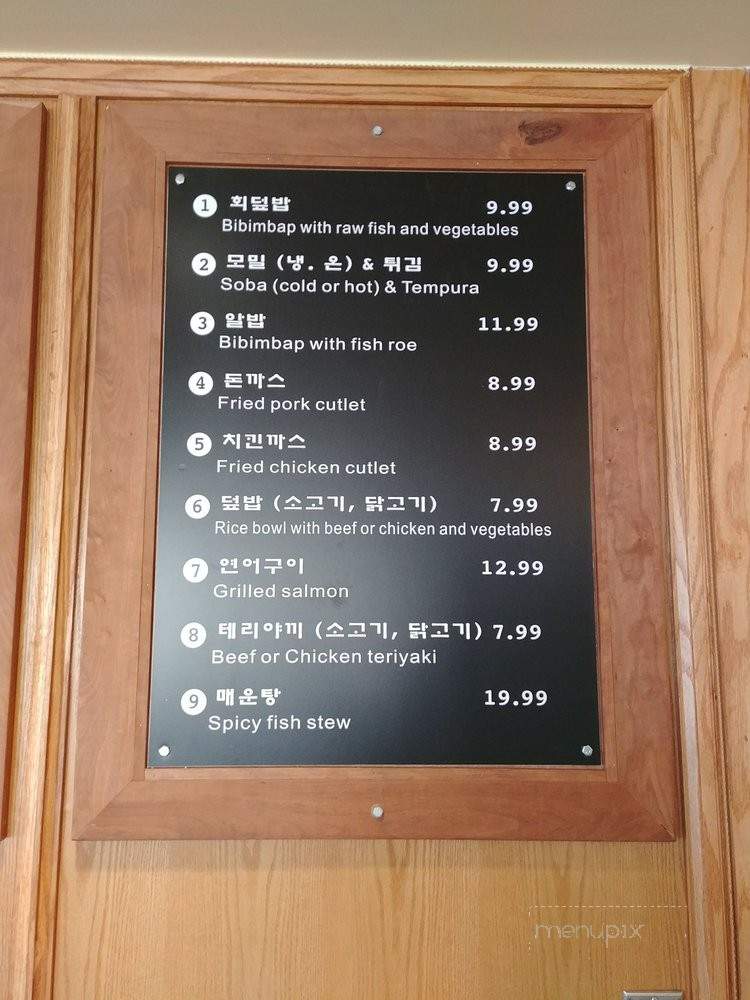 1 회덮밥 9.99
Bibimbap with raw fish and vegetables
2 모밀 (냉. 온) & 튀김 9.99
Soba (cold or hot) & Tempura
3 알밥 11.99
Bibimbap with fish roe
4 돈까스 8.99
Fried pork cutlet
5 치킨까스 8.99
Fried chicken cutlet
6 덮밥 (소고기, 닭고기) 7.99
Rice bowl with beef or chicken and vegetables
7 연어구이 12.99
Grilled salmon
8 테리야끼 (소고기, 닭고기) 7.99
Beef or Chicken teriyaki
9 매운탕 19.99
Spicy fish stew
menupix